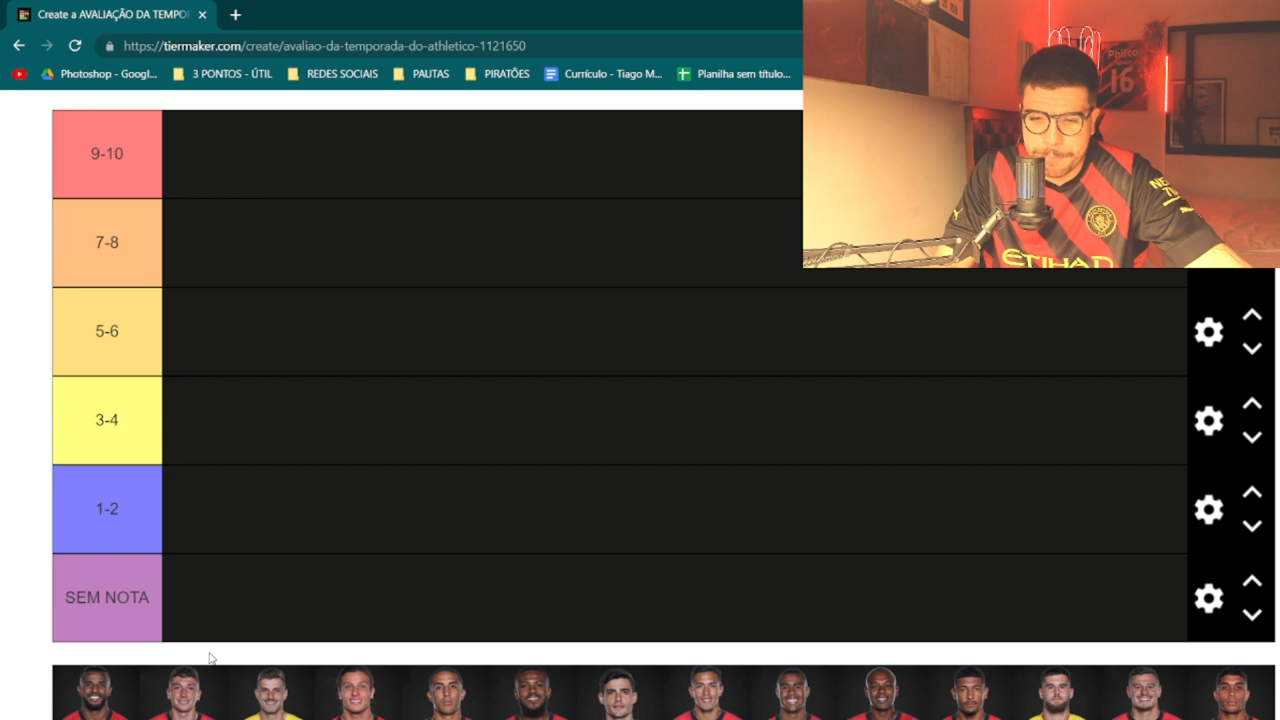 Create a AVALIAÇÃO DA TEMPO
https://tiermaker.com/create/avaliao-da-temporada-do-athletico-1121650
Photoshop - Googl...
3 PONTOS - ÚTIL
REDES SOCIAIS
PAUTAS
PIRATÕES
Currículo - Tiago M...
Planilha sem título...
Philco
16
ETIHAD
9-10
7-8
5-6
3-4
1-2
SEM NOTA